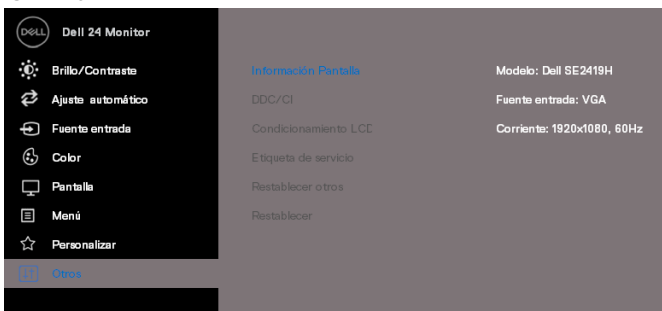 DELL Dell 24 Monitor
Brillo/Contraste
Ajuste automático
Fuente entrada
Color
Pantalla
Menú
Personalizar
Otros
Información Pantalla
DDC/CI
Condicionamiento LCD
Etiqueta de servicio
Restablecer otros
Restablecer
Modelo: Dell SE2419H
Fuente entrada: VGA
Corriente: 1920x1080, 60Hz